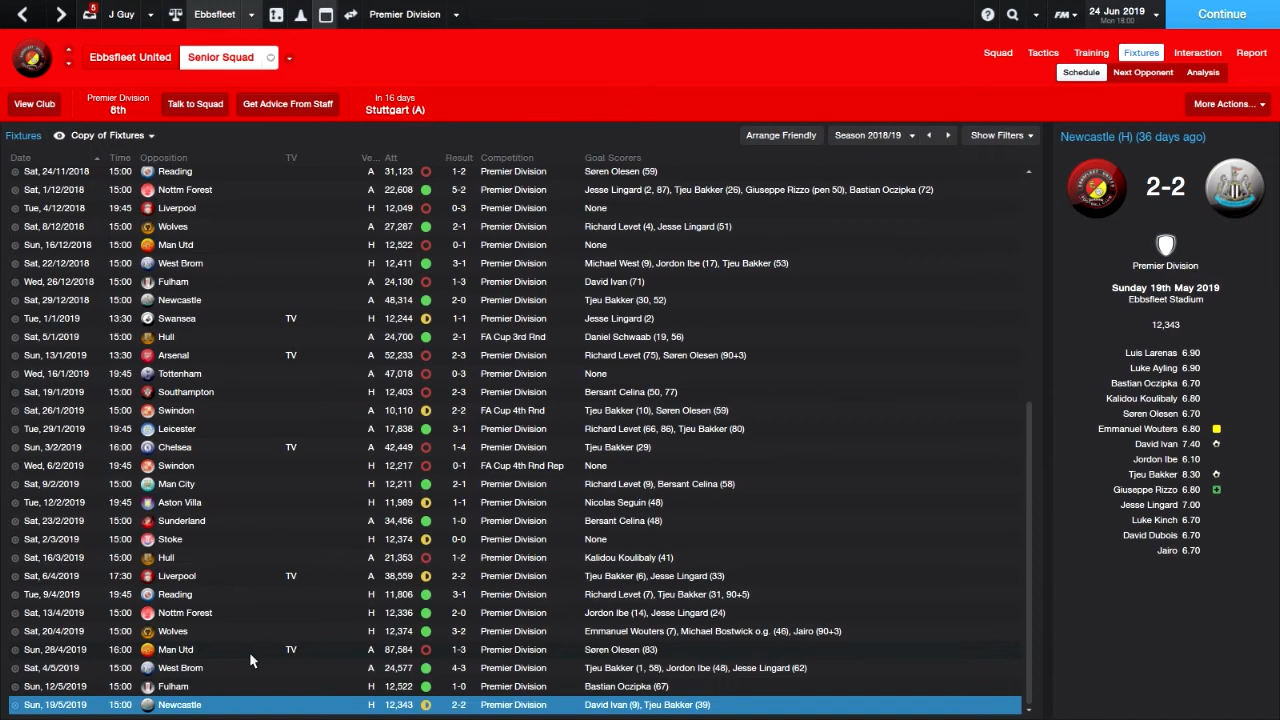 5 J Guy Ebbsfleet Premier Division FM 24 Jun 2019 Mon 18:00 Continue
Ebbsfleet United Senior Squad Squad Tactics Training Fixtures Interaction Report
Schedule Next Opponent Analysis
View Club Premier Division 8th Talk to Squad Get Advice From Staff In 16 days Stuttgart (A) More Actions...
Fixtures Copy of Fixtures Arrange Friendly Season 2018/19 Show Filters
Date Time Opposition TV Ve... Att Result Competition Goal Scorers
Sat, 24/11/2018 15:00 Reading A 31,123 1-2 Premier Division Søren Olesen (59)
Sat, 1/12/2018 15:00 Nottm Forest A 22,608 5-2 Premier Division Jesse Lingard (2, 87), Tjeu Bakker (26), Giuseppe Rizzo (pen 50), Bastian Oczipka (72)
Tue, 4/12/2018 19:45 Liverpool H 12,049 0-3 Premier Division None
Sat, 8/12/2018 15:00 Wolves A 27,287 2-1 Premier Division Richard Levet (4), Jesse Lingard (51)
Sun, 16/12/2018 15:00 Man Utd H 12,522 0-1 Premier Division None
Sat, 22/12/2018 15:00 West Brom H 12,411 3-1 Premier Division Michael West (9), Jordon Ibe (17), Tjeu Bakker (53)
Wed, 26/12/2018 15:00 Fulham A 24,130 1-3 Premier Division David Ivan (71)
Sat, 29/12/2018 15:00 Newcastle A 48,314 2-0 Premier Division Tjeu Bakker (30, 52)
Tue, 1/1/2019 13:30 Swansea TV H 12,244 1-1 Premier Division Jesse Lingard (2)
Sat, 5/1/2019 15:00 Hull A 24,700 2-1 FA Cup 3rd Rnd Daniel Schwaab (19, 56)
Sun, 13/1/2019 13:30 Arsenal TV A 52,233 2-3 Premier Division Richard Levet (75), Søren Olesen (90+3)
Wed, 16/1/2019 19:45 Tottenham A 47,018 0-3 Premier Division None
Sat, 19/1/2019 15:00 Southampton H 12,403 2-3 Premier Division Bersant Celina (50, 77)
Sat, 26/1/2019 15:00 Swindon A 10,110 2-2 FA Cup 4th Rnd Tjeu Bakker (10), Søren Olesen (59)
Tue, 29/1/2019 19:45 Leicester A 17,838 3-1 Premier Division Richard Levet (66, 86), Tjeu Bakker (80)
Sun, 3/2/2019 16:00 Chelsea TV A 42,449 1-4 Premier Division Tjeu Bakker (29)
Wed, 6/2/2019 19:45 Swindon H 12,217 0-1 FA Cup 4th Rnd Rep None
Sat, 9/2/2019 15:00 Man City H 12,211 2-1 Premier Division Richard Levet (9), Bersant Celina (58)
Tue, 12/2/2019 19:45 Aston Villa H 11,989 1-1 Premier Division Nicolas Seguin (48)
Sat, 23/2/2019 15:00 Sunderland A 34,456 1-0 Premier Division Bersant Celina (48)
Sat, 2/3/2019 15:00 Stoke H 12,374 0-0 Premier Division None
Sat, 16/3/2019 15:00 Hull A 21,353 1-2 Premier Division Kalidou Koulibaly (41)
Sat, 6/4/2019 17:30 Liverpool TV A 38,559 2-2 Premier Division Tjeu Bakker (6), Jesse Lingard (33)
Tue, 9/4/2019 19:45 Reading H 11,806 3-1 Premier Division Richard Levet (7), Tjeu Bakker (31, 90+5)
Sat, 13/4/2019 15:00 Nottm Forest H 12,336 2-0 Premier Division Jordon Ibe (14), Jesse Lingard (24)
Sat, 20/4/2019 15:00 Wolves H 12,374 3-2 Premier Division Emmanuel Wouters (7), Michael Bostwick o.g. (46), Jairo (90+3)
Sun, 28/4/2019 16:00 Man Utd TV A 87,584 1-3 Premier Division Søren Olesen (83)
Sat, 4/5/2019 15:00 West Brom A 24,577 4-3 Premier Division Tjeu Bakker (1, 58), Jordon Ibe (48), Jesse Lingard (62)
Sun, 12/5/2019 15:00 Fulham H 12,522 1-0 Premier Division Bastian Oczipka (67)
Sun, 19/5/2019 15:00 Newcastle H 12,343 2-2 Premier Division David Ivan (9), Tjeu Bakker (39)
Newcastle (H) (36 days ago)
2-2
Premier Division
Sunday 19th May 2019
Ebbsfleet Stadium
12,343
Luis Larenas 6.90
Luke Ayling 6.90
Bastian Oczipka 6.70
Kalidou Koulibaly 6.80
Søren Olesen 6.70
Emmanuel Wouters 6.80
David Ivan 7.40
Jordon Ibe 6.10
Tjeu Bakker 8.30
Giuseppe Rizzo 6.80
Jesse Lingard 7.00
Luke Kinch 6.70
David Dubois 6.70
Jairo 6.70